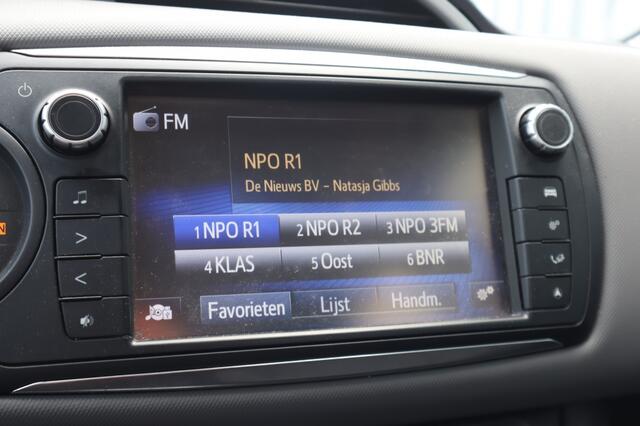 FM
NPO R1
De Nieuws BV - Natasja Gibbs
1 NPO R1 2 NPO R2 3 NPO 3FM
4 KLAS 5 Oost 6 BNR
Favorieten Lijst Handm.